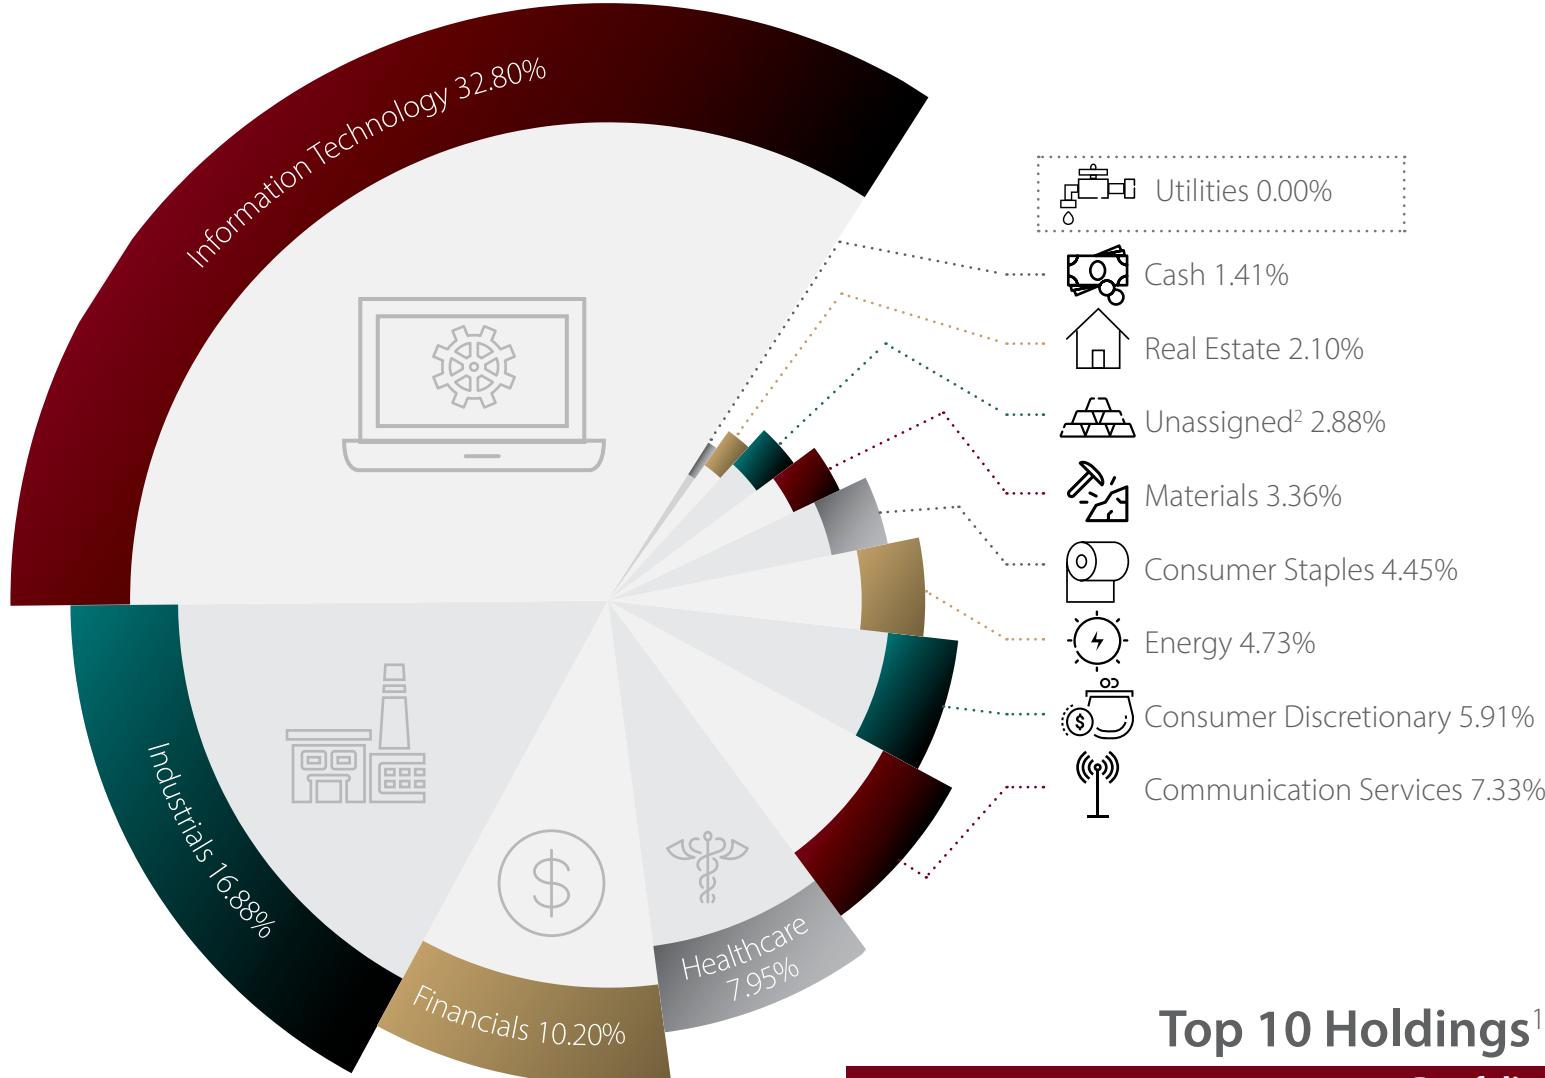 Information Technology 32.80%
Utilities 0.00%
Cash 1.41%
Real Estate 2.10%
Unassigned² 2.88%
Materials 3.36%
Consumer Staples 4.45%
Energy 4.73%
Consumer Discretionary 5.91%
Communication Services 7.33%
Industrials 16.88%
$
$
Healthcare
7.95%
Financials 10.20%
Top 10 Holdings¹